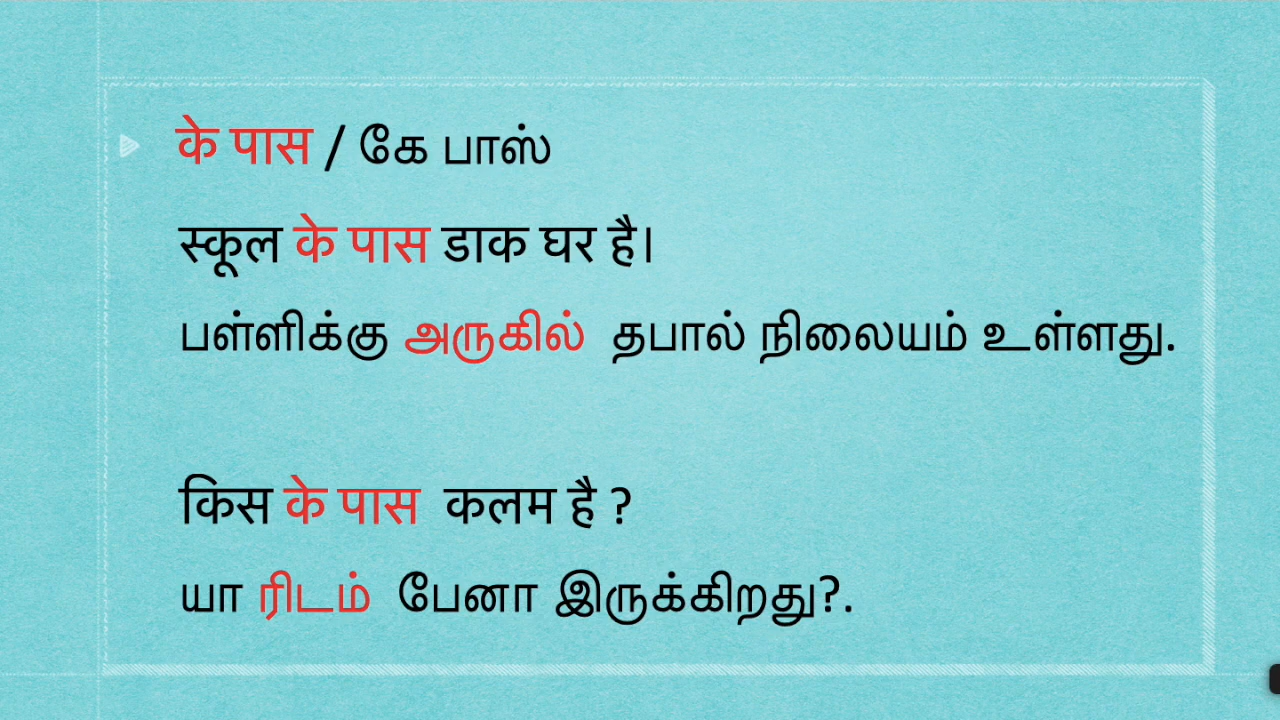 के पास / கே பாஸ்
स्कूल के पास डाक घर है।
பள்ளிக்கு அருகில் தபால் நிலையம் உள்ளது.
किस के पास कलम है ?
யா ரிடம் பேனா இருக்கிறது?.